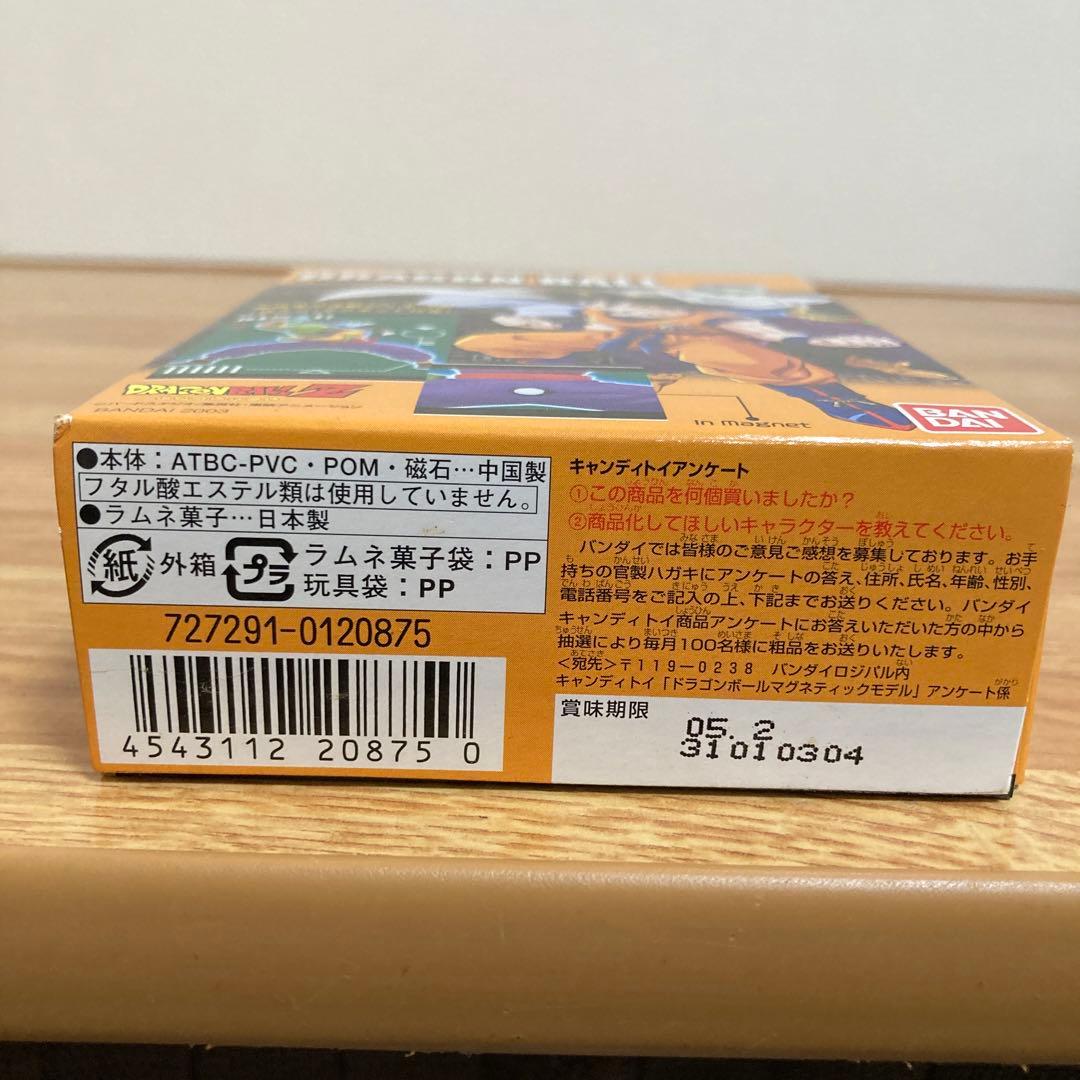 DRAGON BALL
ドラゴンボールZ
BANDAI 2003
in magnet
BAN
DAI
●本体：ATBC-PVC・POM・磁石…中国製
フタル酸エステル類は使用していません。
●ラムネ菓子…日本製
紙 外箱 プラ ラムネ菓子袋：PP
玩具袋：PP
727291-0120875
4543112 20875 0
キャンディトイアンケート
①この商品を何個買いましたか？
②商品化してほしいキャラクターを教えてください。
バンダイでは皆様のご意見ご感想を募集しております。お手
持ちの官製ハガキにアンケートの答え、住所、氏名、年齢、性別、
電話番号をご記入の上、下記までお送りください。バンダイ
キャンディトイ商品アンケートにお答えいただいた方の中から
抽選により毎月100名様に粗品をお送りいたします。
＜宛先＞〒119-0238 バンダイロジパル内
キャンディトイ「ドラゴンボールマグネティックモデル」アンケート係
賞味期限
05.2
31010304